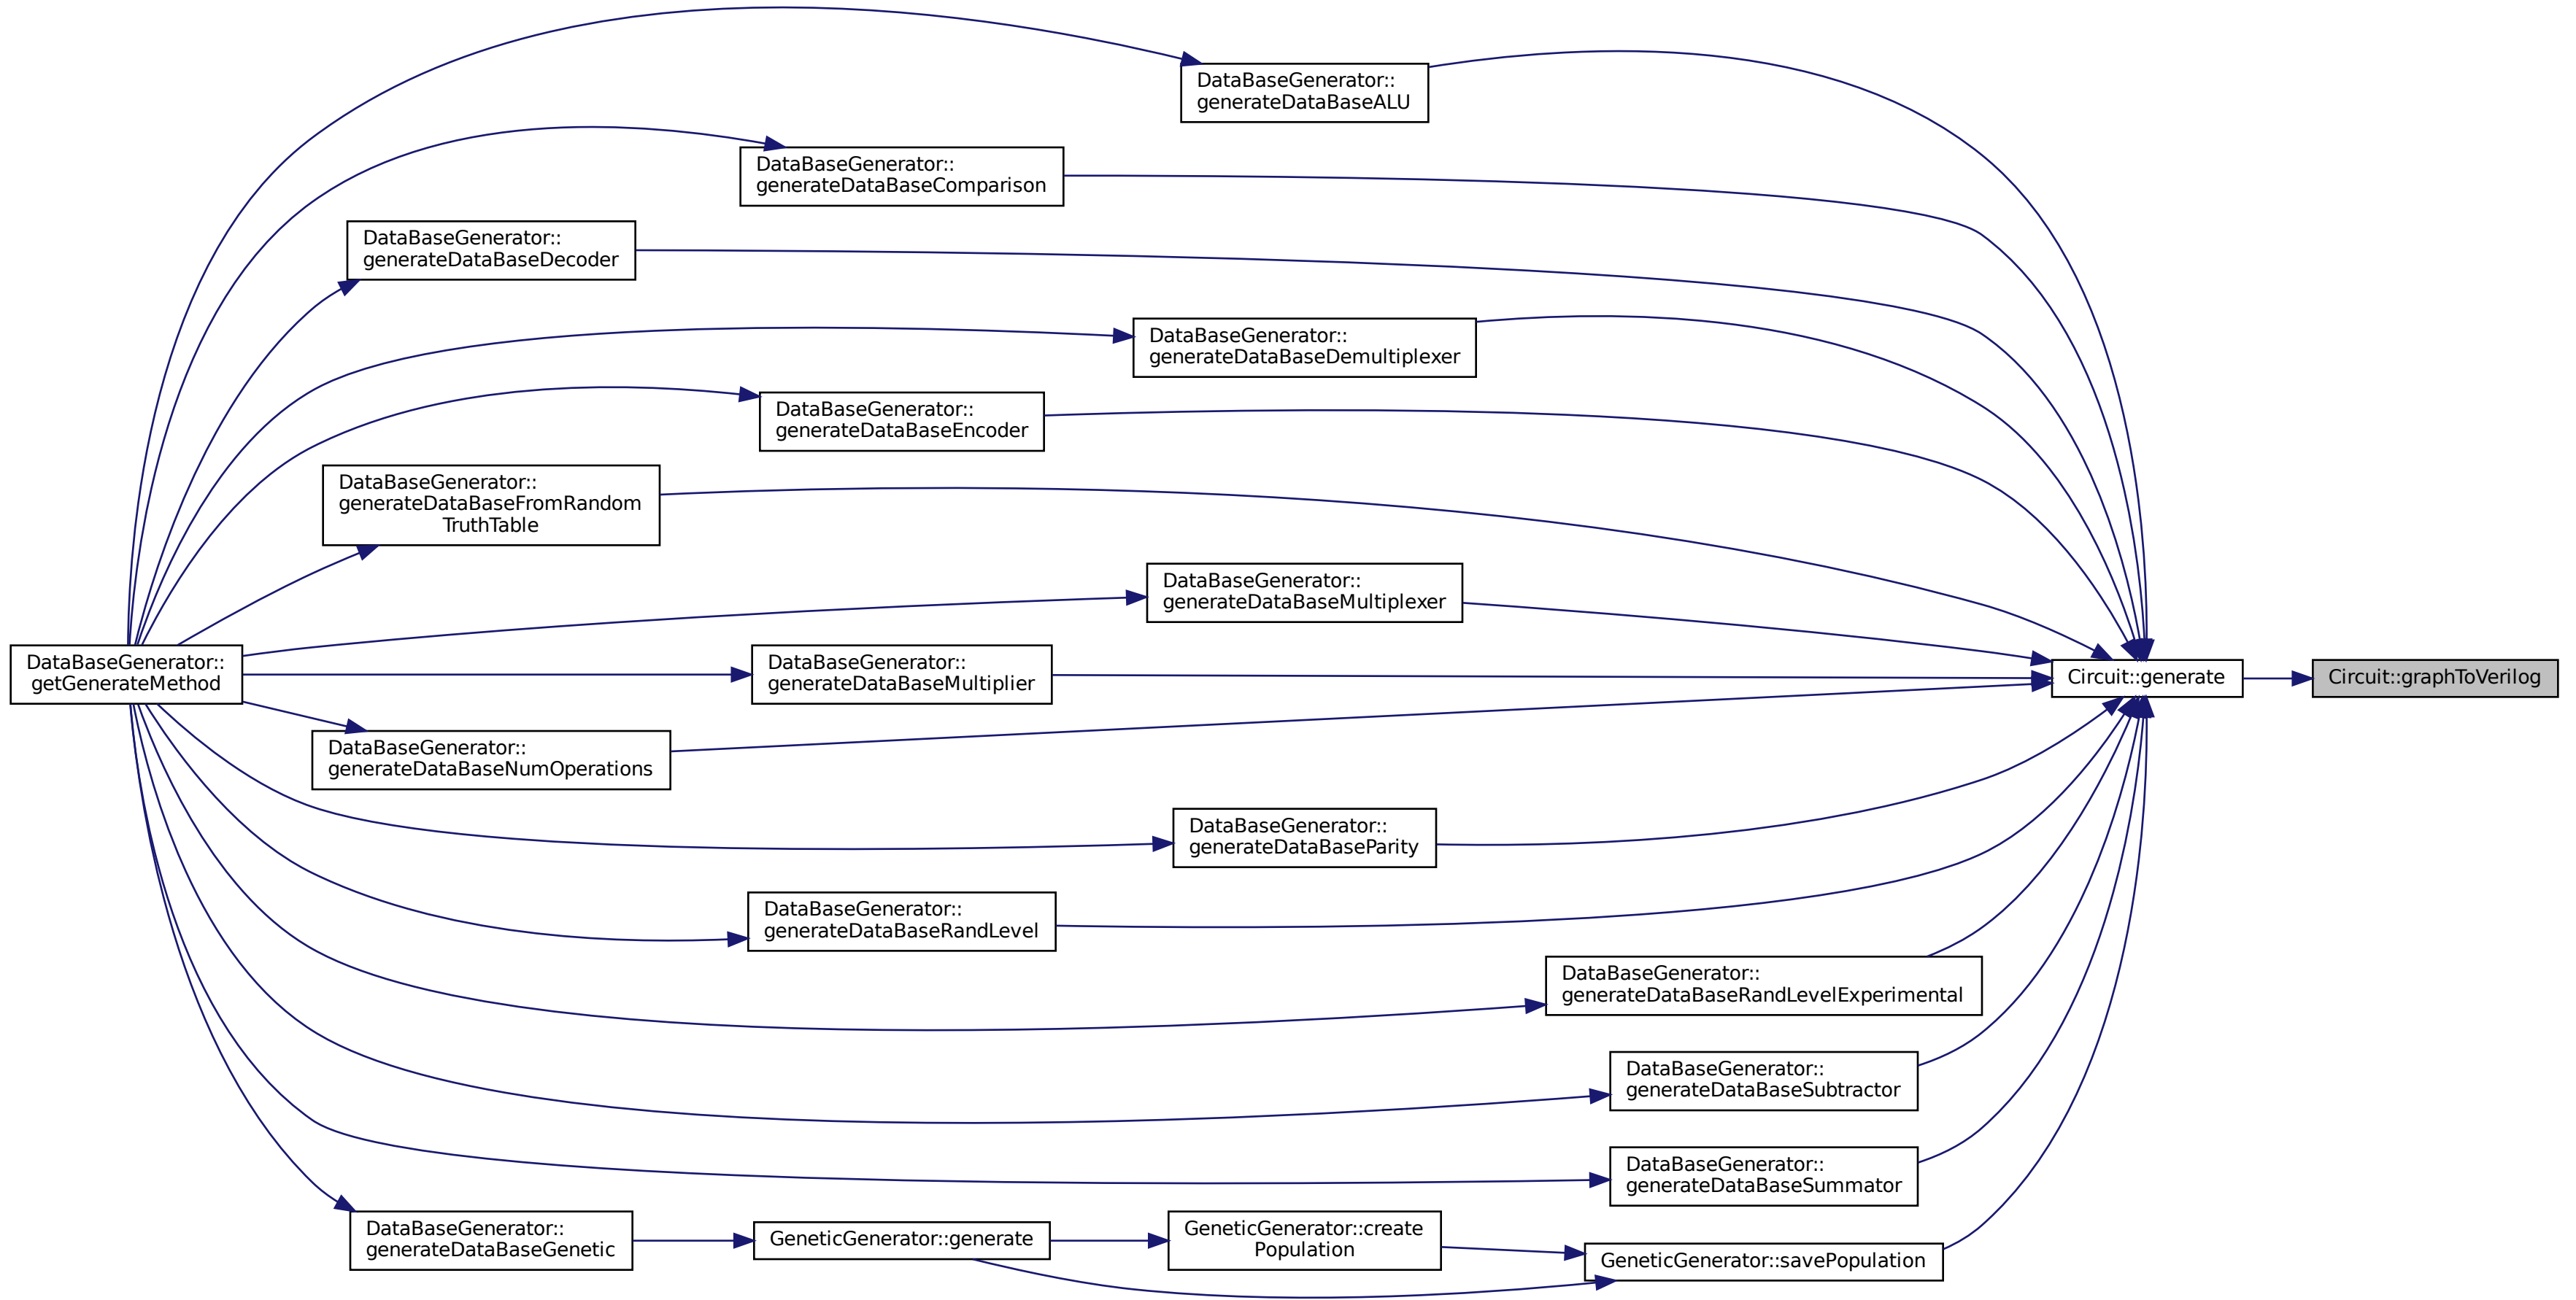 DataBaseGenerator::
generateDataBaseALU
DataBaseGenerator::
generateDataBaseComparison
DataBaseGenerator::
generateDataBaseDecoder
DataBaseGenerator::
generateDataBaseDemultiplexer
DataBaseGenerator::
generateDataBaseEncoder
DataBaseGenerator::
generateDataBaseFromRandom
TruthTable
DataBaseGenerator::
generateDataBaseMultiplexer
DataBaseGenerator::
getGenerateMethod
DataBaseGenerator::
generateDataBaseMultiplier
Circuit::generate
Circuit::graphToVerilog
DataBaseGenerator::
generateDataBaseNumOperations
DataBaseGenerator::
generateDataBaseParity
DataBaseGenerator::
generateDataBaseRandLevel
DataBaseGenerator::
generateDataBaseRandLevelExperimental
DataBaseGenerator::
generateDataBaseSubtractor
DataBaseGenerator::
generateDataBaseSummator
DataBaseGenerator::
generateDataBaseGenetic
GeneticGenerator::generate
GeneticGenerator::create
Population
GeneticGenerator::savePopulation